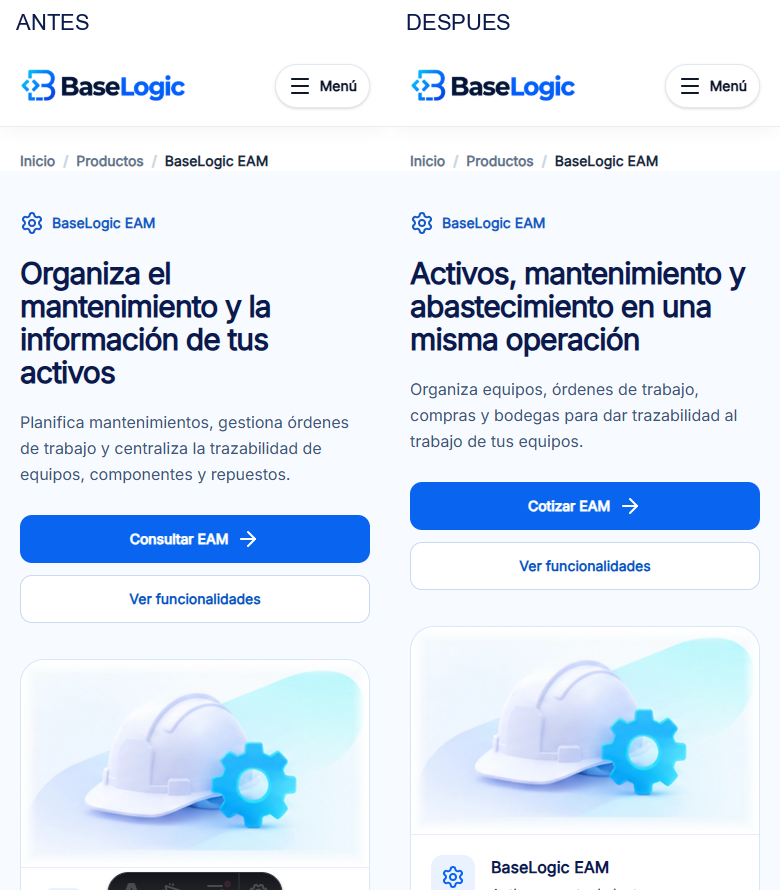 ANTES
BaseLogic
Menú
Inicio / Productos / BaseLogic EAM
BaseLogic EAM
Organiza el
mantenimiento y la
información de tus
activos
Planifica mantenimientos, gestiona órdenes
de trabajo y centraliza la trazabilidad de
equipos, componentes y repuestos.
Consultar EAM
Ver funcionalidades
DESPUES
BaseLogic
Menú
Inicio / Productos / BaseLogic EAM
BaseLogic EAM
Activos, mantenimiento y
abastecimiento en una
misma operación
Organiza equipos, órdenes de trabajo,
compras y bodegas para dar trazabilidad al
trabajo de tus equipos.
Cotizar EAM
Ver funcionalidades
BaseLogic EAM